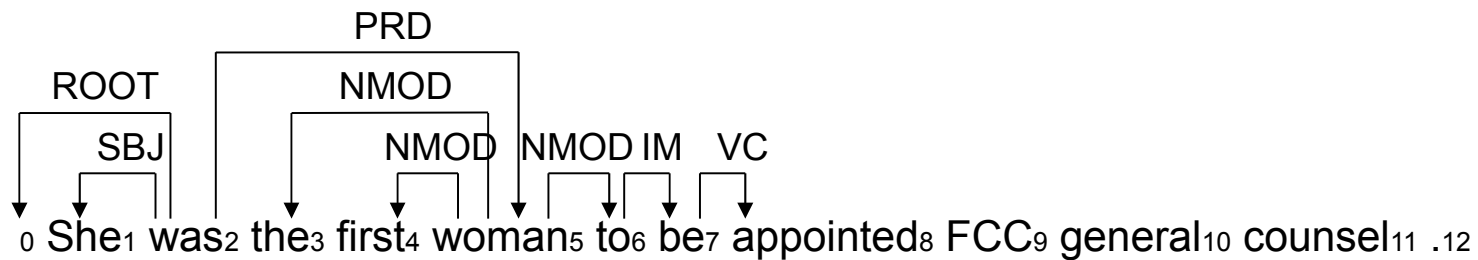 PRD
ROOT NMOD
SBJ NMOD NMOD IM VC
0 She1 was2 the3 first4 woman5 to6 be7 appointed8 FCC9 general10 counsel11 .12